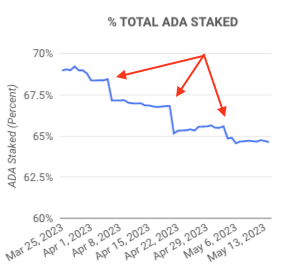 % TOTAL ADA STAKED
70%
67.5%
65%
62.5%
60%
ADA Staked (Percent)
Mar 25, 2023
Apr 1, 2023
Apr 8, 2023
Apr 15, 2023
Apr 22, 2023
Apr 29, 2023
May 6, 2023
May 13, 2023